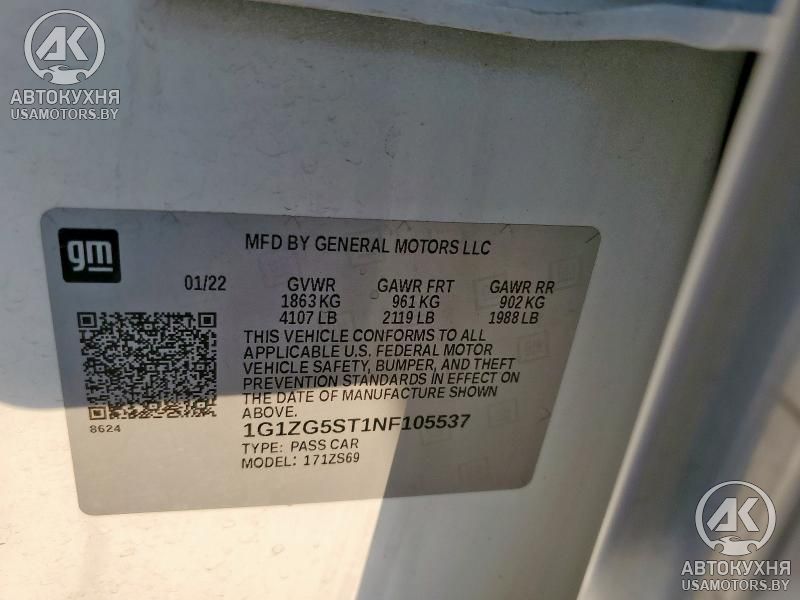 AK
АВТОКУХНЯ
USAMOTORS.BY
gm
MFD BY GENERAL MOTORS LLC
01/22 GVWR GAWR FRT GAWR RR
1863 KG 961 KG 902 KG
4107 LB 2119 LB 1988 LB
THIS VEHICLE CONFORMS TO ALL
APPLICABLE U.S. FEDERAL MOTOR
VEHICLE SAFETY, BUMPER, AND THEFT
PREVENTION STANDARDS IN EFFECT ON
THE DATE OF MANUFACTURE SHOWN
ABOVE.
8624
1G1ZG5ST1NF105537
TYPE: PASS CAR
MODEL: 171ZS69
AK
АВТОКУХНЯ
USAMOTORS.BY